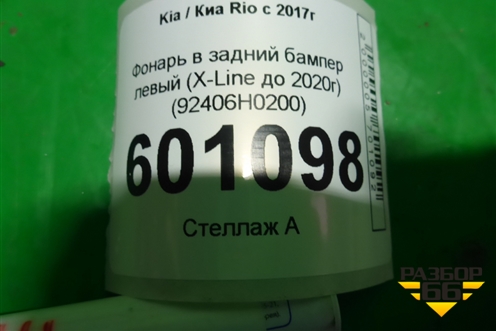 Kia / Киа Rio с 2017г
Фонарь в задний бампер
левый (X-Line до 2020г)
(92406H0200)
601098
Стеллаж А
РАЗБОР
66